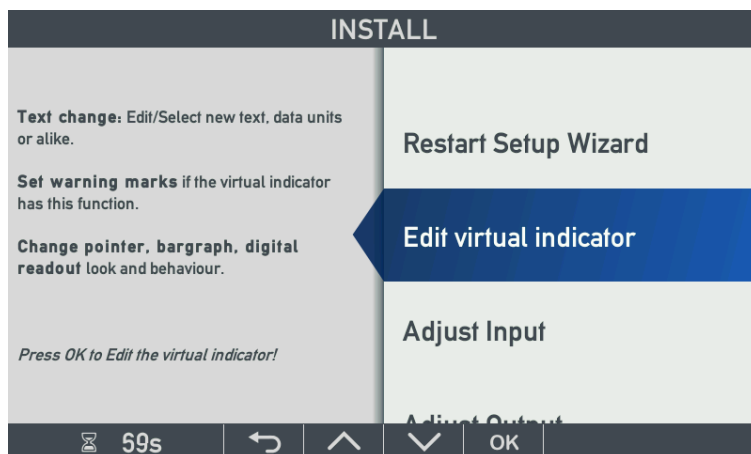 INSTALL
Text change: Edit/Select new text, data units
or alike.
Set warning marks if the virtual indicator
has this function.
Change pointer, bargraph, digital
readout look and behaviour.
Press OK to Edit the virtual indicator!
Restart Setup Wizard
Edit virtual indicator
Adjust Input
Adjust Output
59s
OK